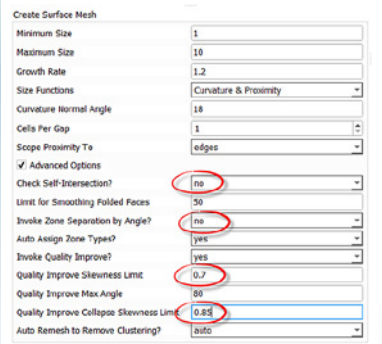 Create Surface Mesh
Minimum Size 1
Maximum Size 10
Growth Rate 1.2
Size Functions Curvature & Proximity
Curvature Normal Angle 18
Cells Per Gap 1
Scope Proximity To edges
Advanced Options
Check Self-Intersection? no
Limit for Smoothing Folded Faces 50
Invoke Zone Separation by Angle? no
Auto Assign Zone Types? yes
Invoke Quality Improve? yes
Quality Improve Skewness Limit 0.7
Quality Improve Max Angle 80
Quality Improve Collapse Skewness Limit 0.85
Auto Remesh to Remove Clustering? auto